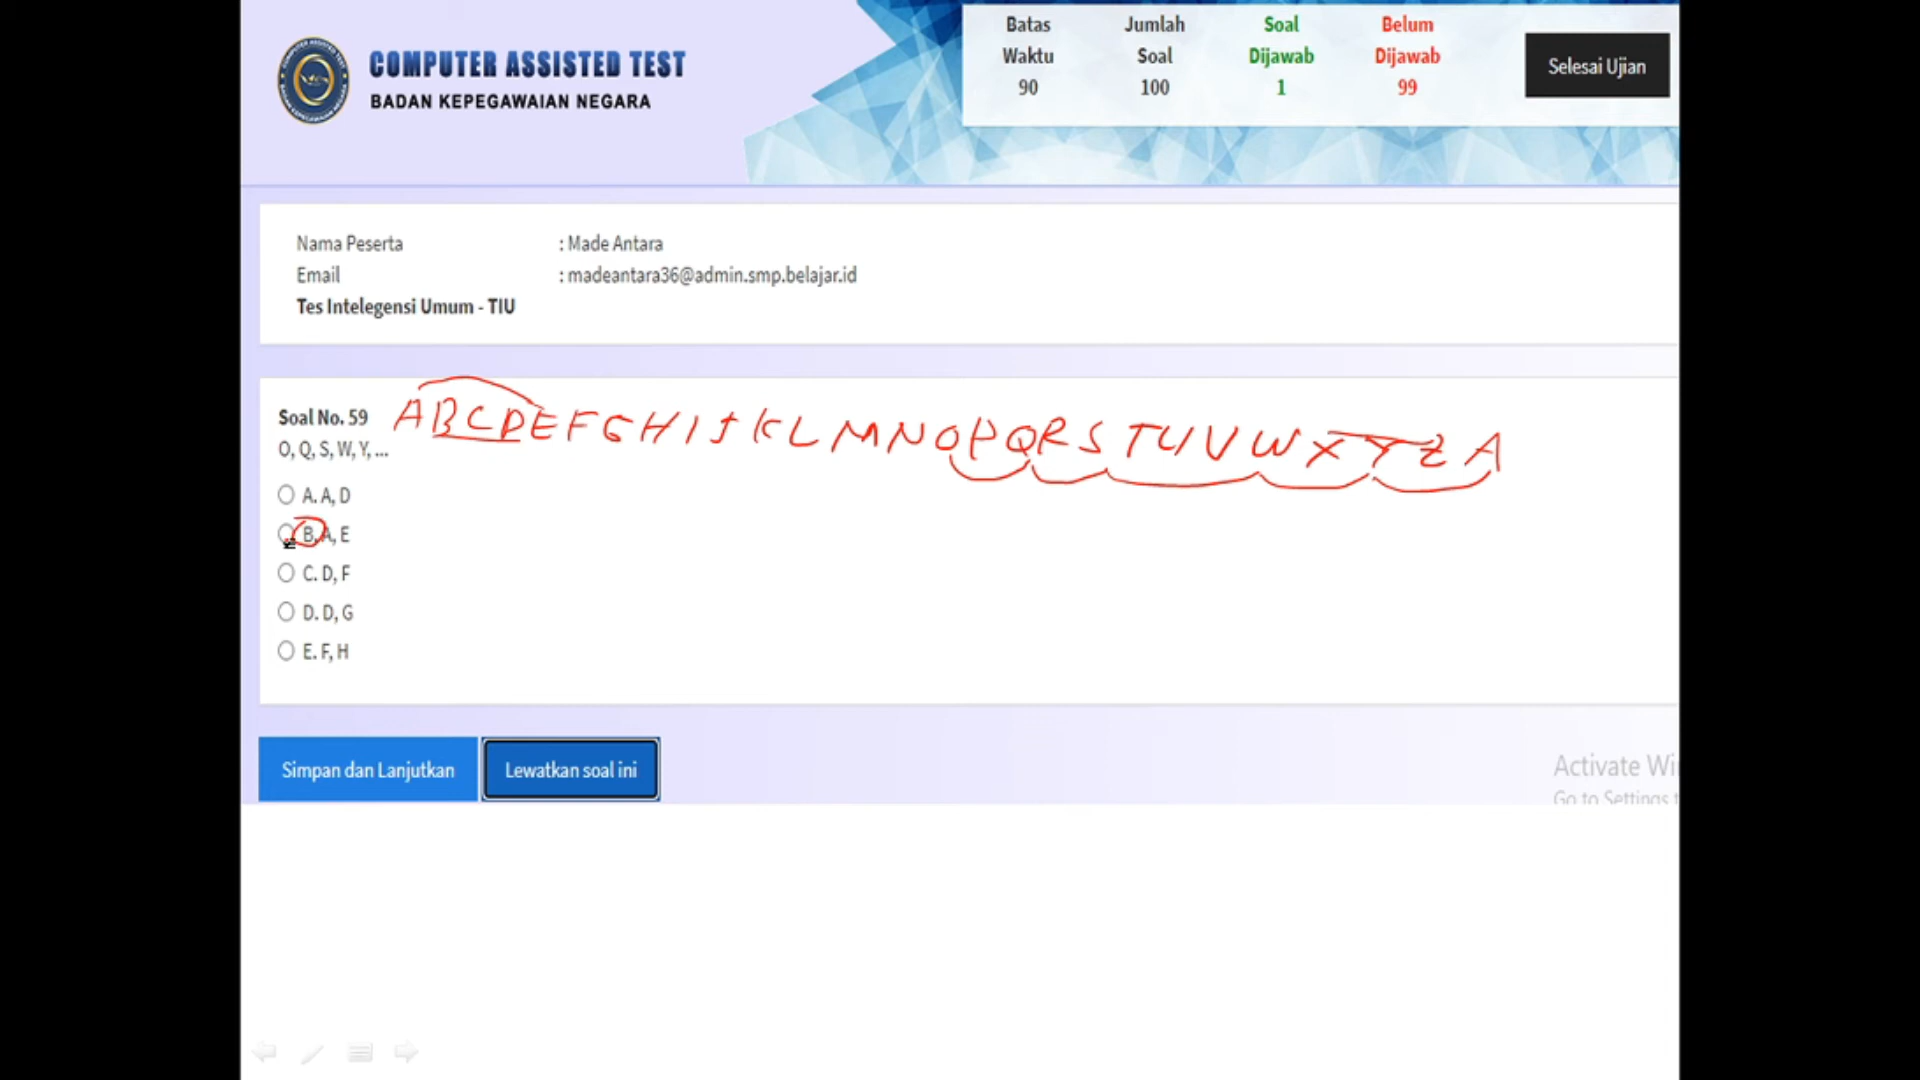 COMPUTER ASSISTED TEST
BADAN KEPEGAWAIAN NEGARA
Batas Waktu 90
Jumlah Soal 100
Soal Dijawab 1
Belum Dijawab 99
Selesai Ujian
Nama Peserta : Made Antara
Email : madeantara36@admin.smp.belajar.id
Tes Intelegensi Umum - TIU
Soal No. 59
A B C D E F G H I J K L M N O P Q R S T U V W X Y Z A
O, Q, S, W, Y, ...
A. A, D
B. A, E
C. D, F
D. D, G
E. F, H
Simpan dan Lanjutkan
Lewatkan soal ini
Activate Wi
Go to Settings t